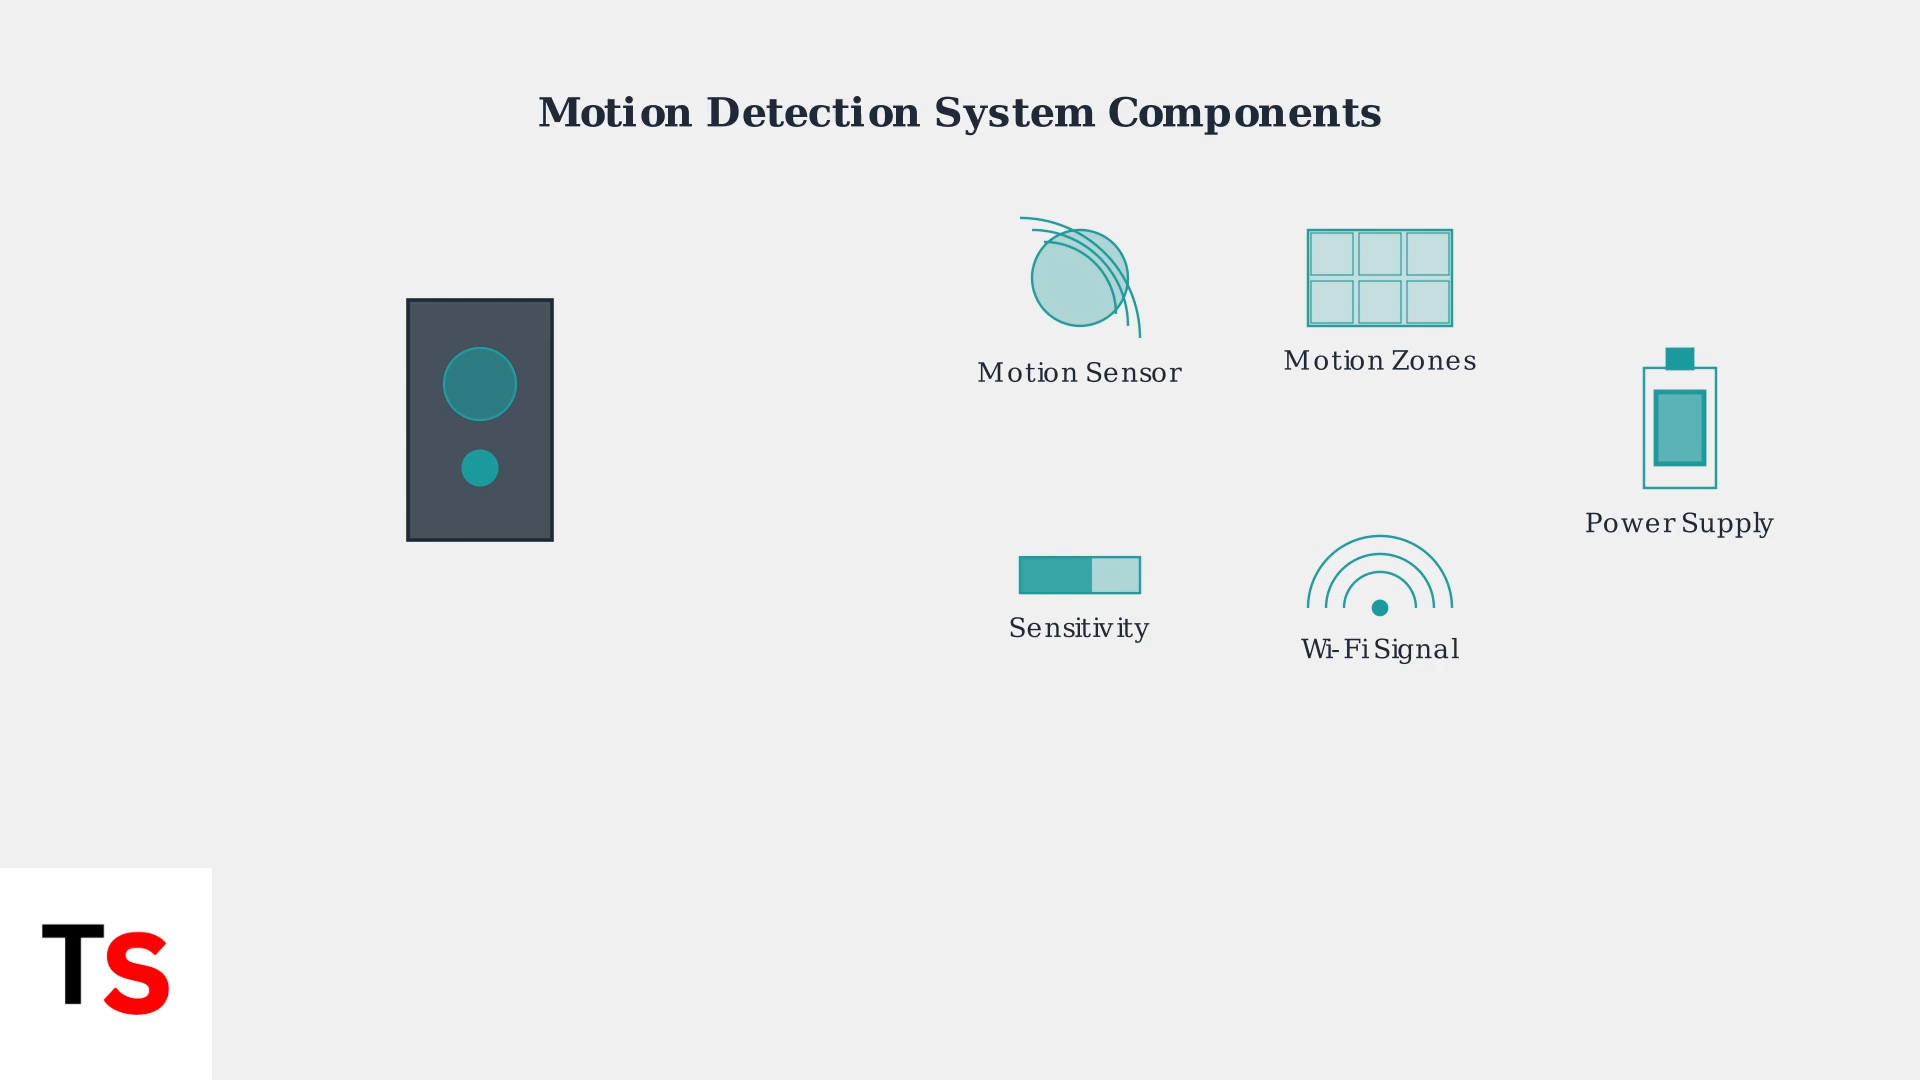 Motion Detection System Components
Motion Sensor
Motion Zones
Power Supply
Sensitivity
Wi-Fi Signal
TS